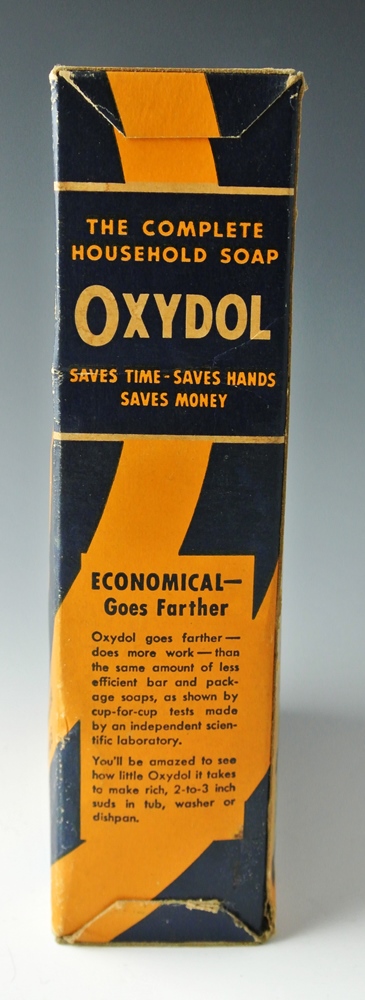 THE COMPLETE
HOUSEHOLD SOAP
OXYDOL
SAVES TIME-SAVES HANDS
SAVES MONEY
ECONOMICAL—
Goes Farther
Oxydol goes farther—
does more work—than
the same amount of less
efficient bar and pack-
age soaps, as shown by
cup-for-cup tests made
by an independent scien-
tific laboratory.
You'll be amazed to see
how little Oxydol it takes
to make rich, 2-to-3 inch
suds in tub, washer or
dishpan.